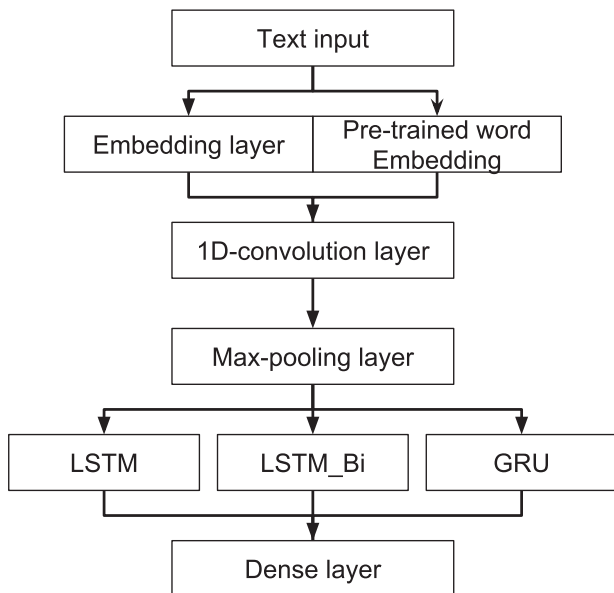 Text input
Embedding layer
Pre-trained word
Embedding
1D-convolution layer
Max-pooling layer
LSTM
LSTM_Bi
GRU
Dense layer